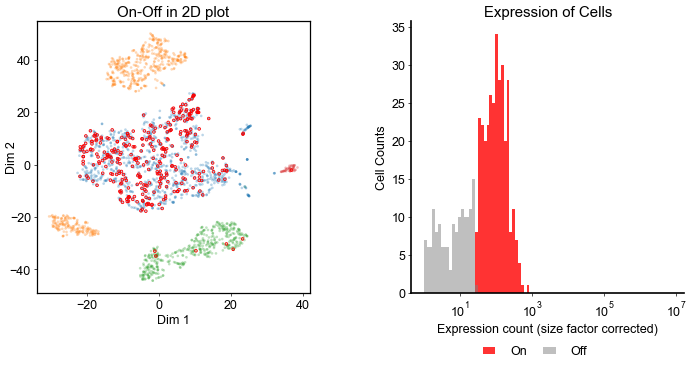 On-Off in 2D plot
Dim 2
40
20
0
−20
−40
−20
0
20
40
Dim 1
Expression of Cells
Cell Counts
35
30
25
20
15
10
5
0
10^1
10^3
10^5
10^7
Expression count (size factor corrected)
On
Off